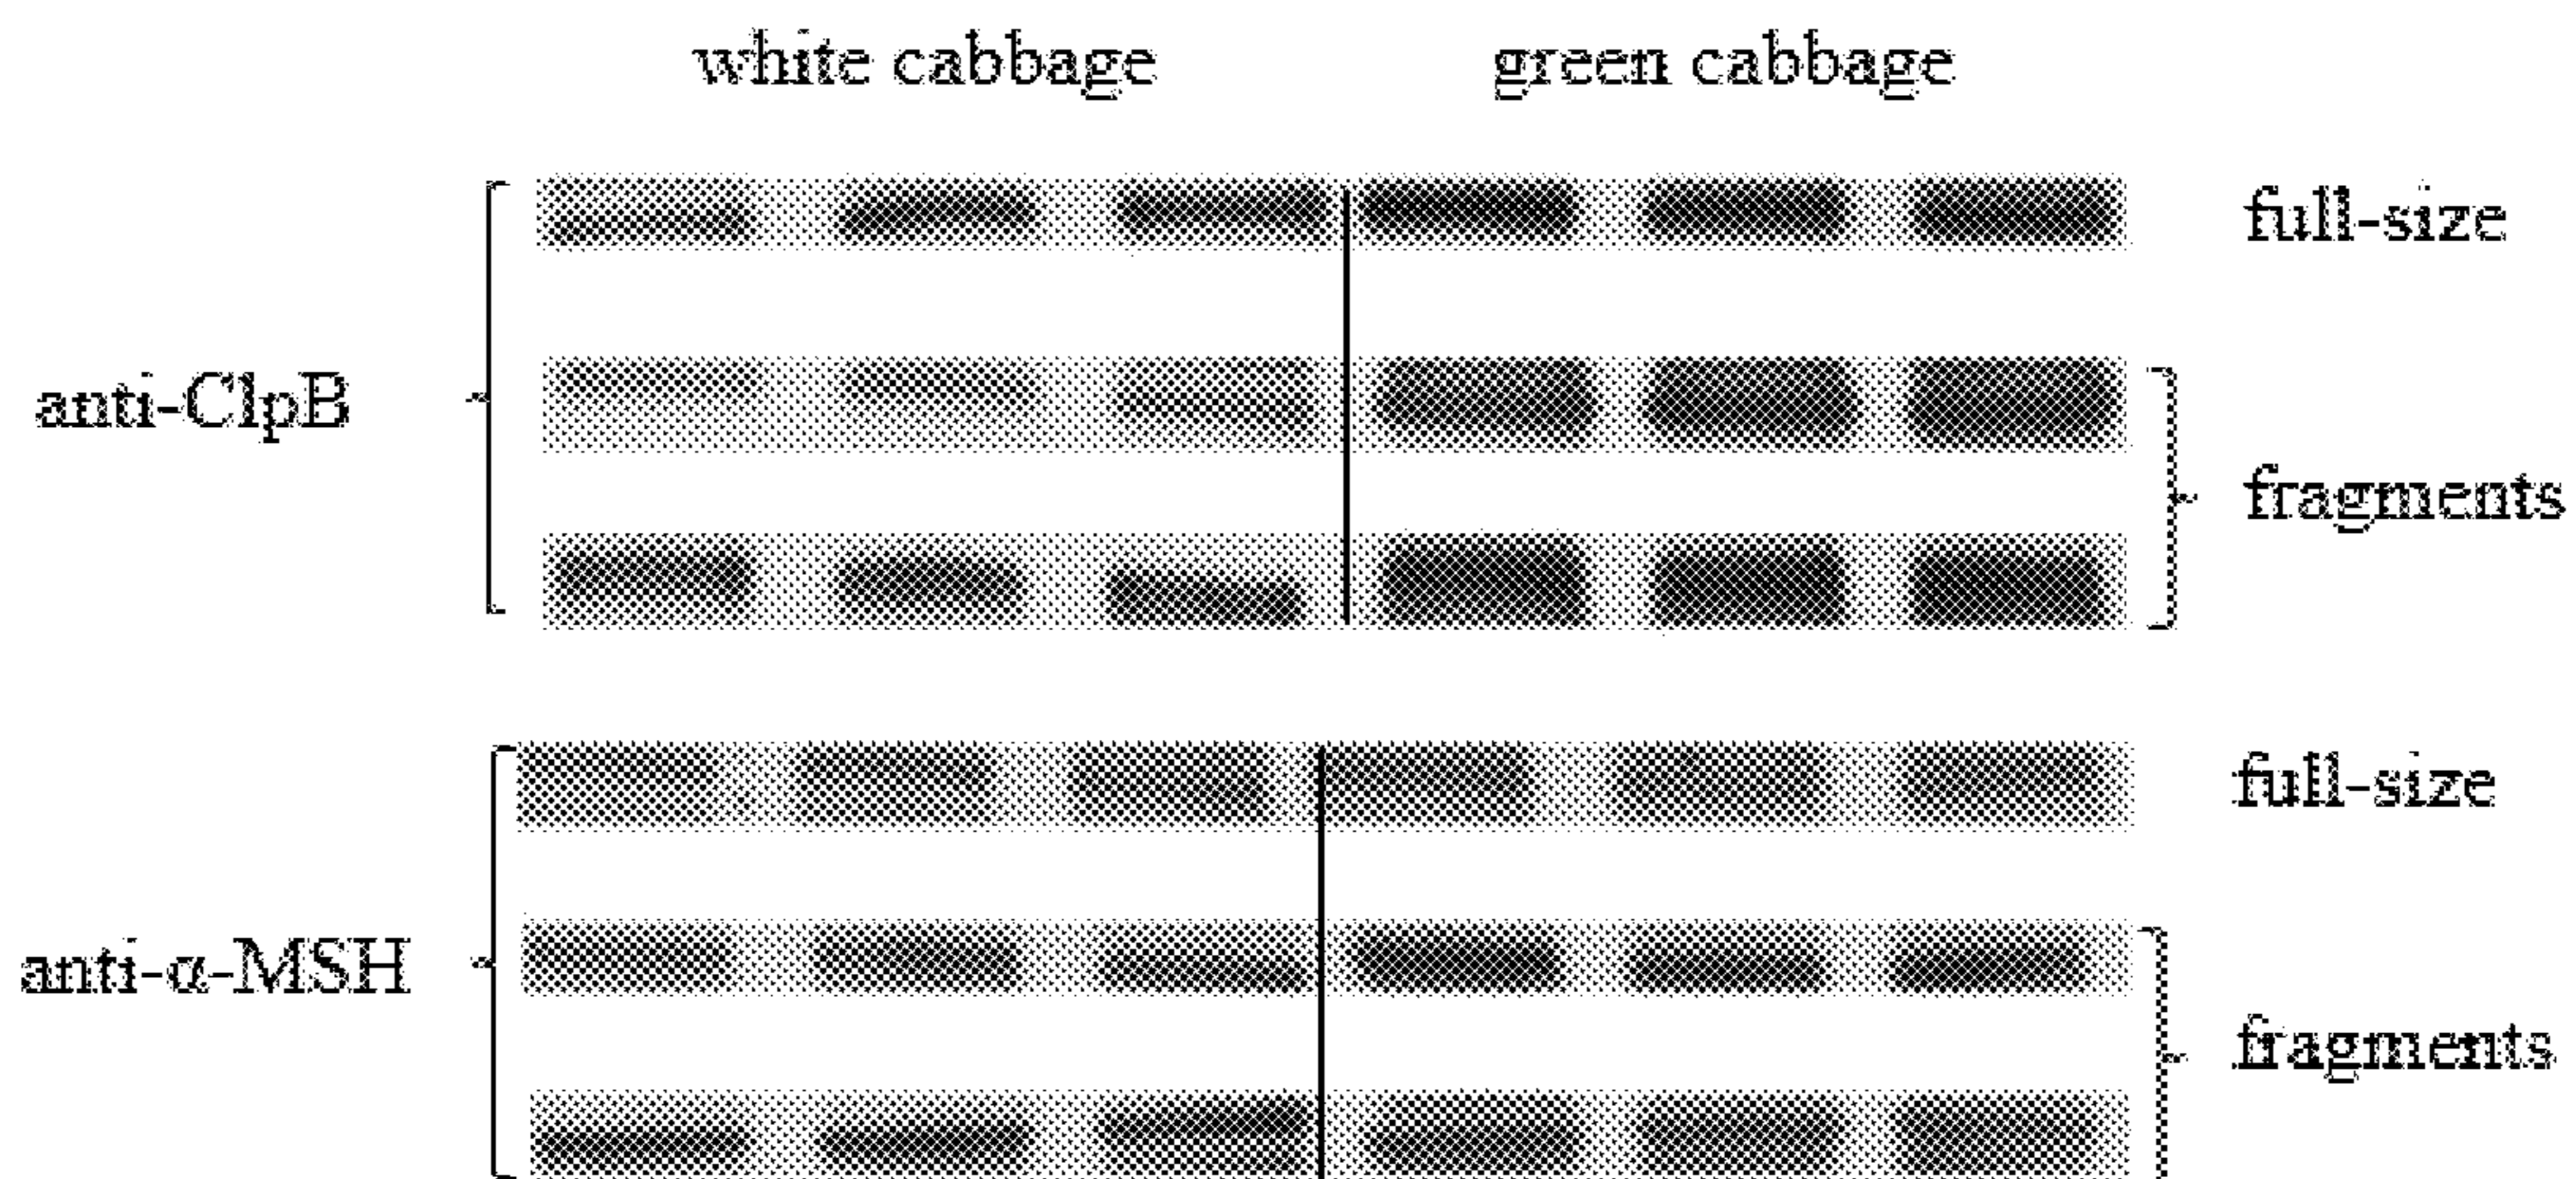 white cabbage green cabbage
full-size
anti-ClpB
fragments
full-size
anti-α-MSH
fragments